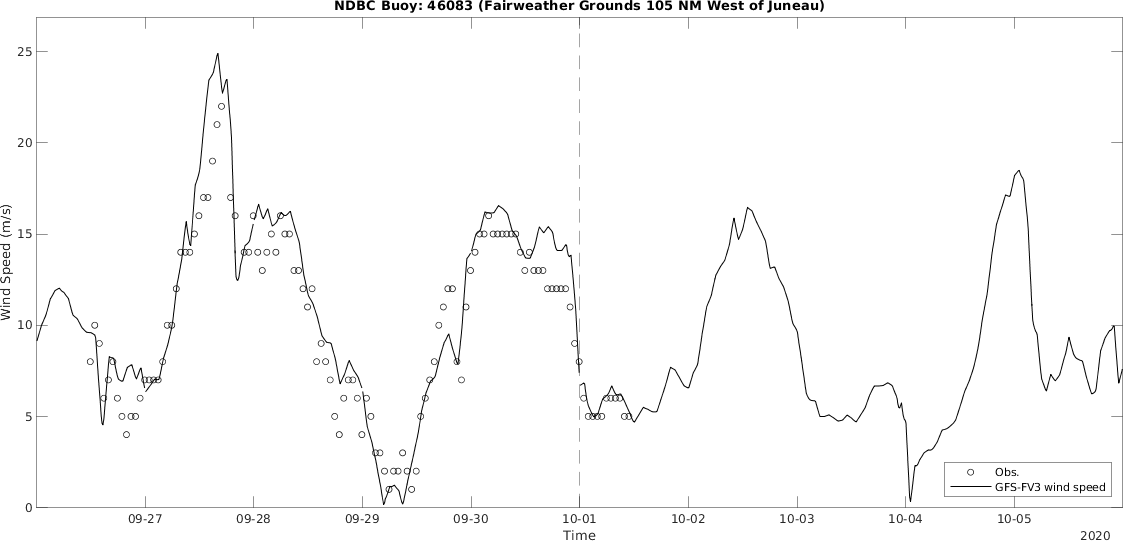 NDBC Buoy: 46083 (Fairweather Grounds 105 NM West of Juneau)
Wind Speed (m/s)
25
20
15
10
5
0
09-27 09-28 09-29 09-30 10-01 10-02 10-03 10-04 10-05
Time
2020
Obs.
GFS-FV3 wind speed